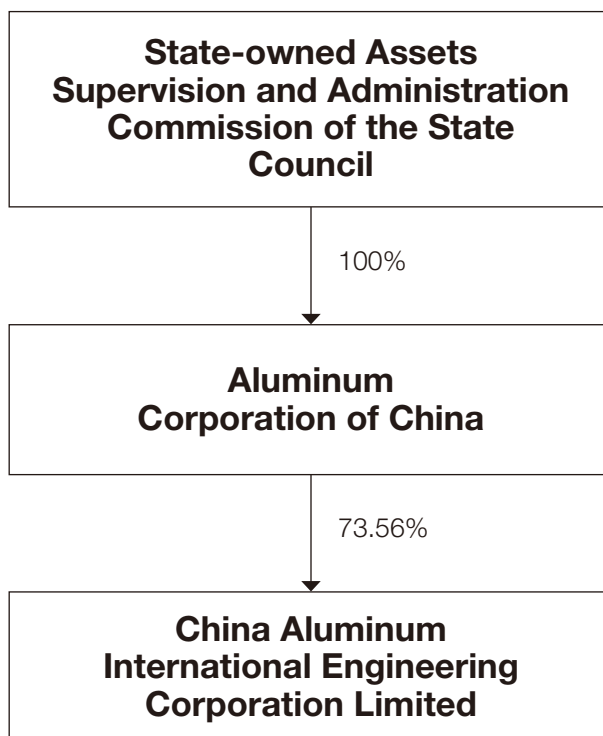 State-owned Assets
Supervision and Administration
Commission of the State
Council
100%
Aluminum
Corporation of China
73.56%
China Aluminum
International Engineering
Corporation Limited